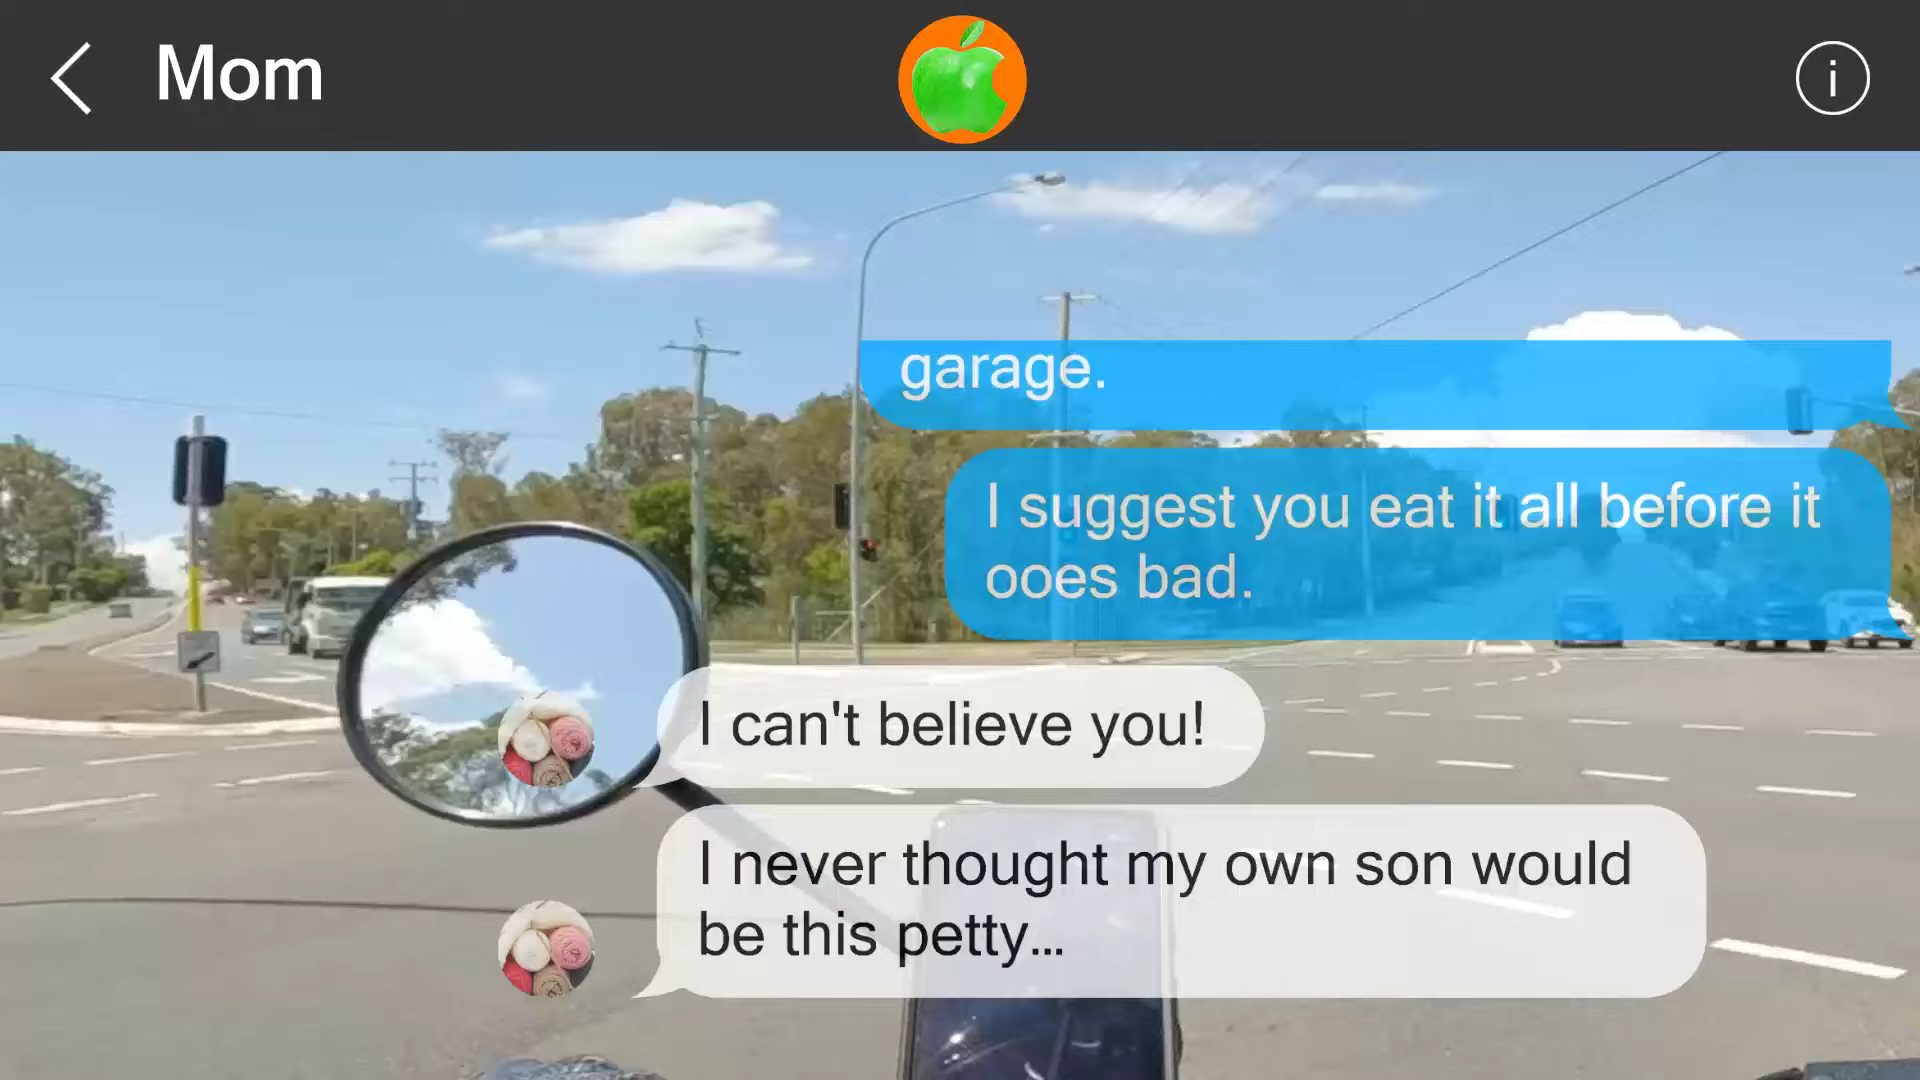 Mom
i
garage.
I suggest you eat it all before it
ooes bad.
I can't believe you!
I never thought my own son would
be this petty...